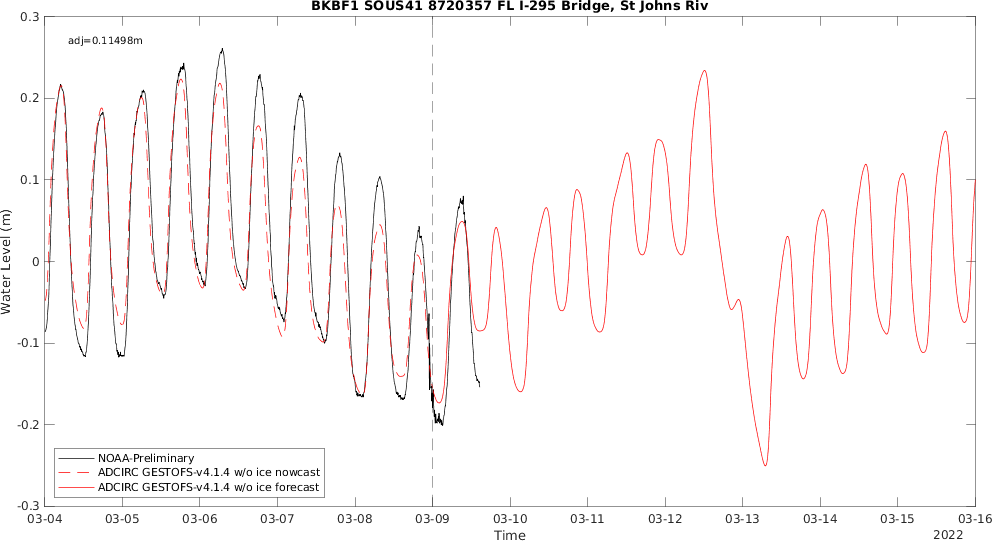 BKBF1 SOUS41 8720357 FL I-295 Bridge, St Johns Riv
adj=0.11498m
0.3
0.2
0.1
0
-0.1
-0.2
-0.3
Water Level (m)
NOAA-Preliminary
ADCIRC GESTOFS-v4.1.4 w/o ice nowcast
ADCIRC GESTOFS-v4.1.4 w/o ice forecast
03-04 03-05 03-06 03-07 03-08 03-09 03-10 03-11 03-12 03-13 03-14 03-15 03-16
Time
2022